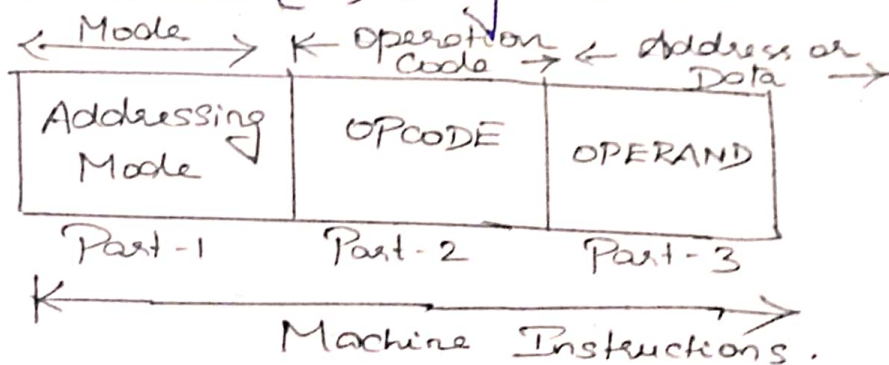 Mode
Operation
Code
Address or
Data
Addressing
Mode
OPCODE
OPERAND
Part-1
Part-2
Part-3
Machine Instructions.